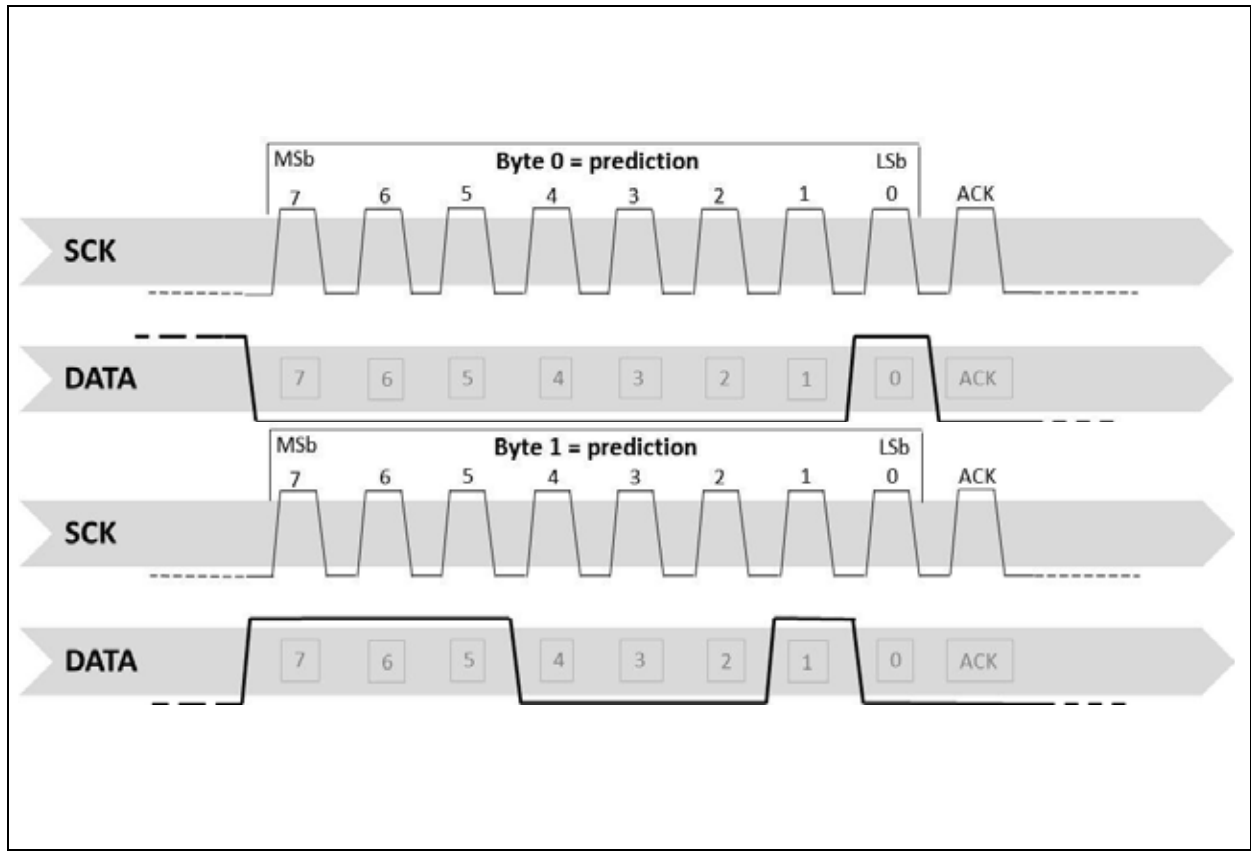 MSb Byte 0 = prediction LSb
7 6 5 4 3 2 1 0 ACK
SCK
DATA 7 6 5 4 3 2 1 0 ACK
MSb Byte 1 = prediction LSb
7 6 5 4 3 2 1 0 ACK
SCK
DATA 7 6 5 4 3 2 1 0 ACK